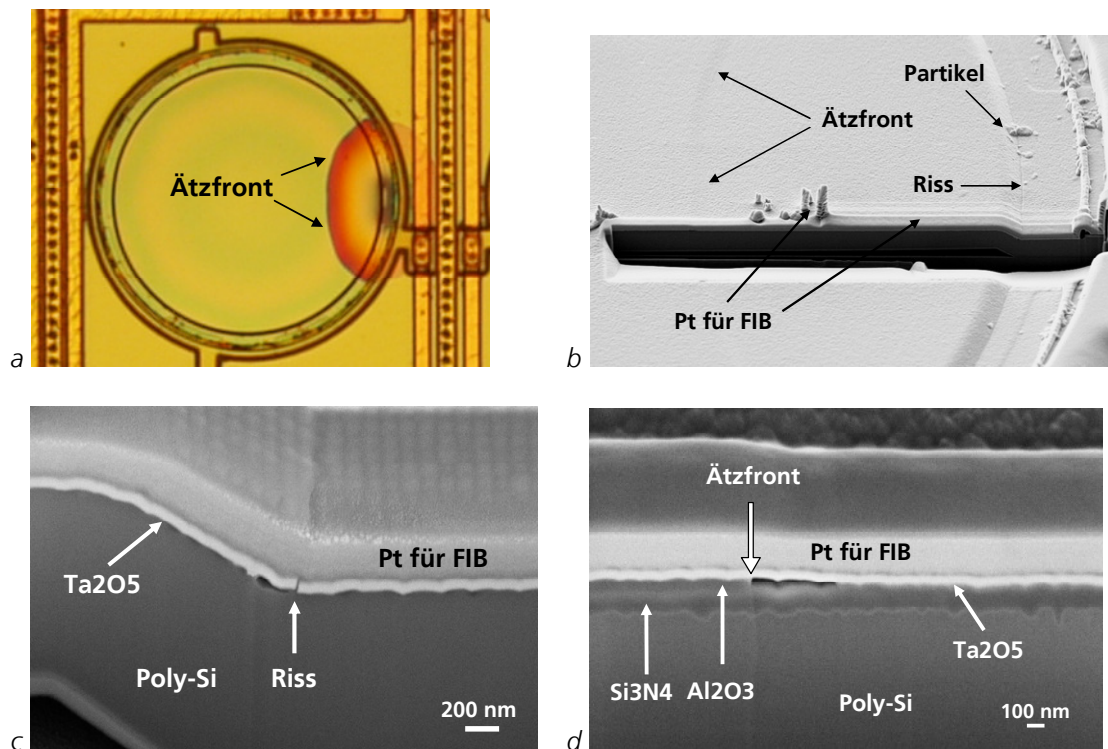 Ätzfront
a
Partikel
Ätzfront
Riss
Pt für FIB
b
Ta2O5
Pt für FIB
Poly-Si
Riss
200 nm
c
Ätzfront
Pt für FIB
Ta2O5
Si3N4
Al2O3
Poly-Si
100 nm
d